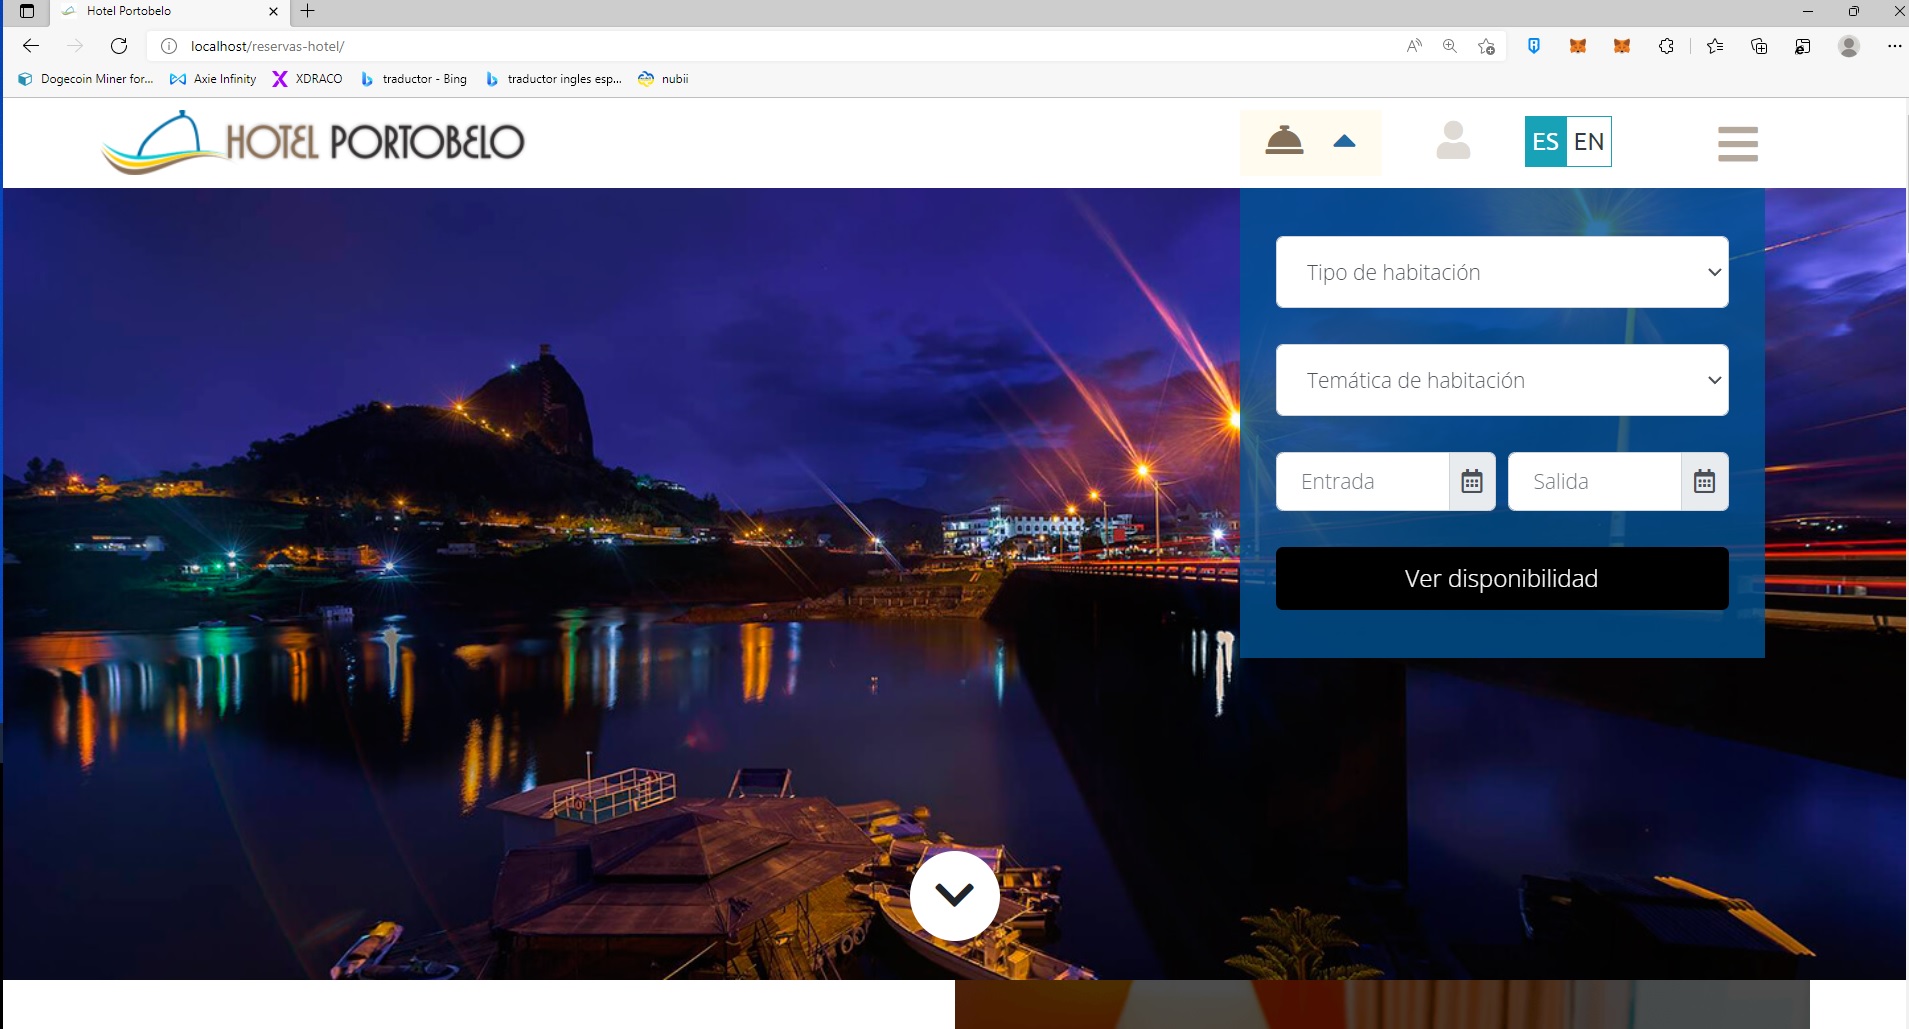 Hotel Portobelo
localhost/reservas-hotel/
Dogecoin Miner for... Axie Infinity XDRACO traductor - Bing traductor ingles esp... nubii
HOTEL PORTOBELO
ES EN
Tipo de habitación
Temática de habitación
Entrada Salida
Ver disponibilidad